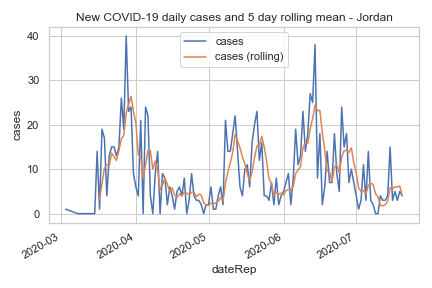 New COVID-19 daily cases and 5 day rolling mean - Jordan
cases
cases (rolling)
40
30
20
10
0
cases
2020-03
2020-04
2020-05
2020-06
2020-07
dateRep